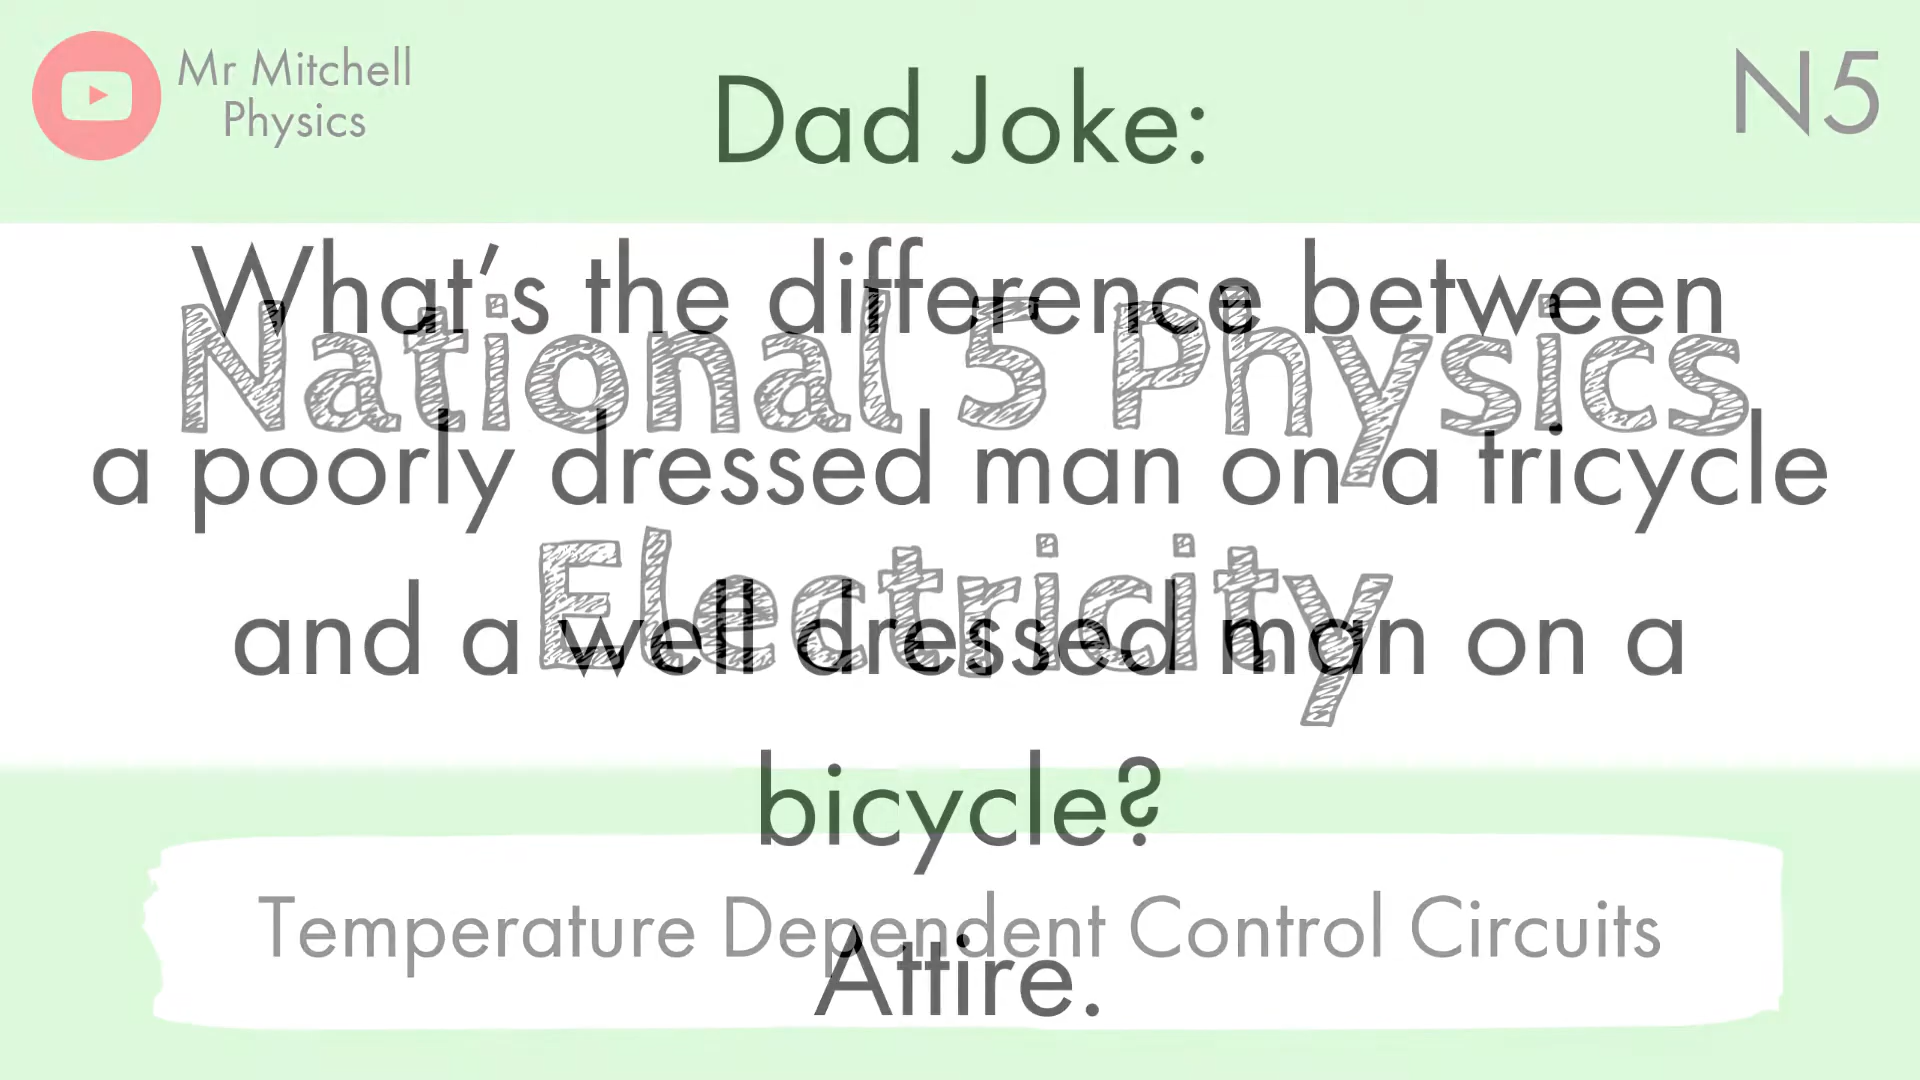 Mr Mitchell
Physics
Dad Joke:
N5
What's the difference between
a poorly dressed man on a tricycle
and a well dressed man on a
bicycle?
Attire.
National 5 Physics
Electricity
Temperature Dependent Control Circuits